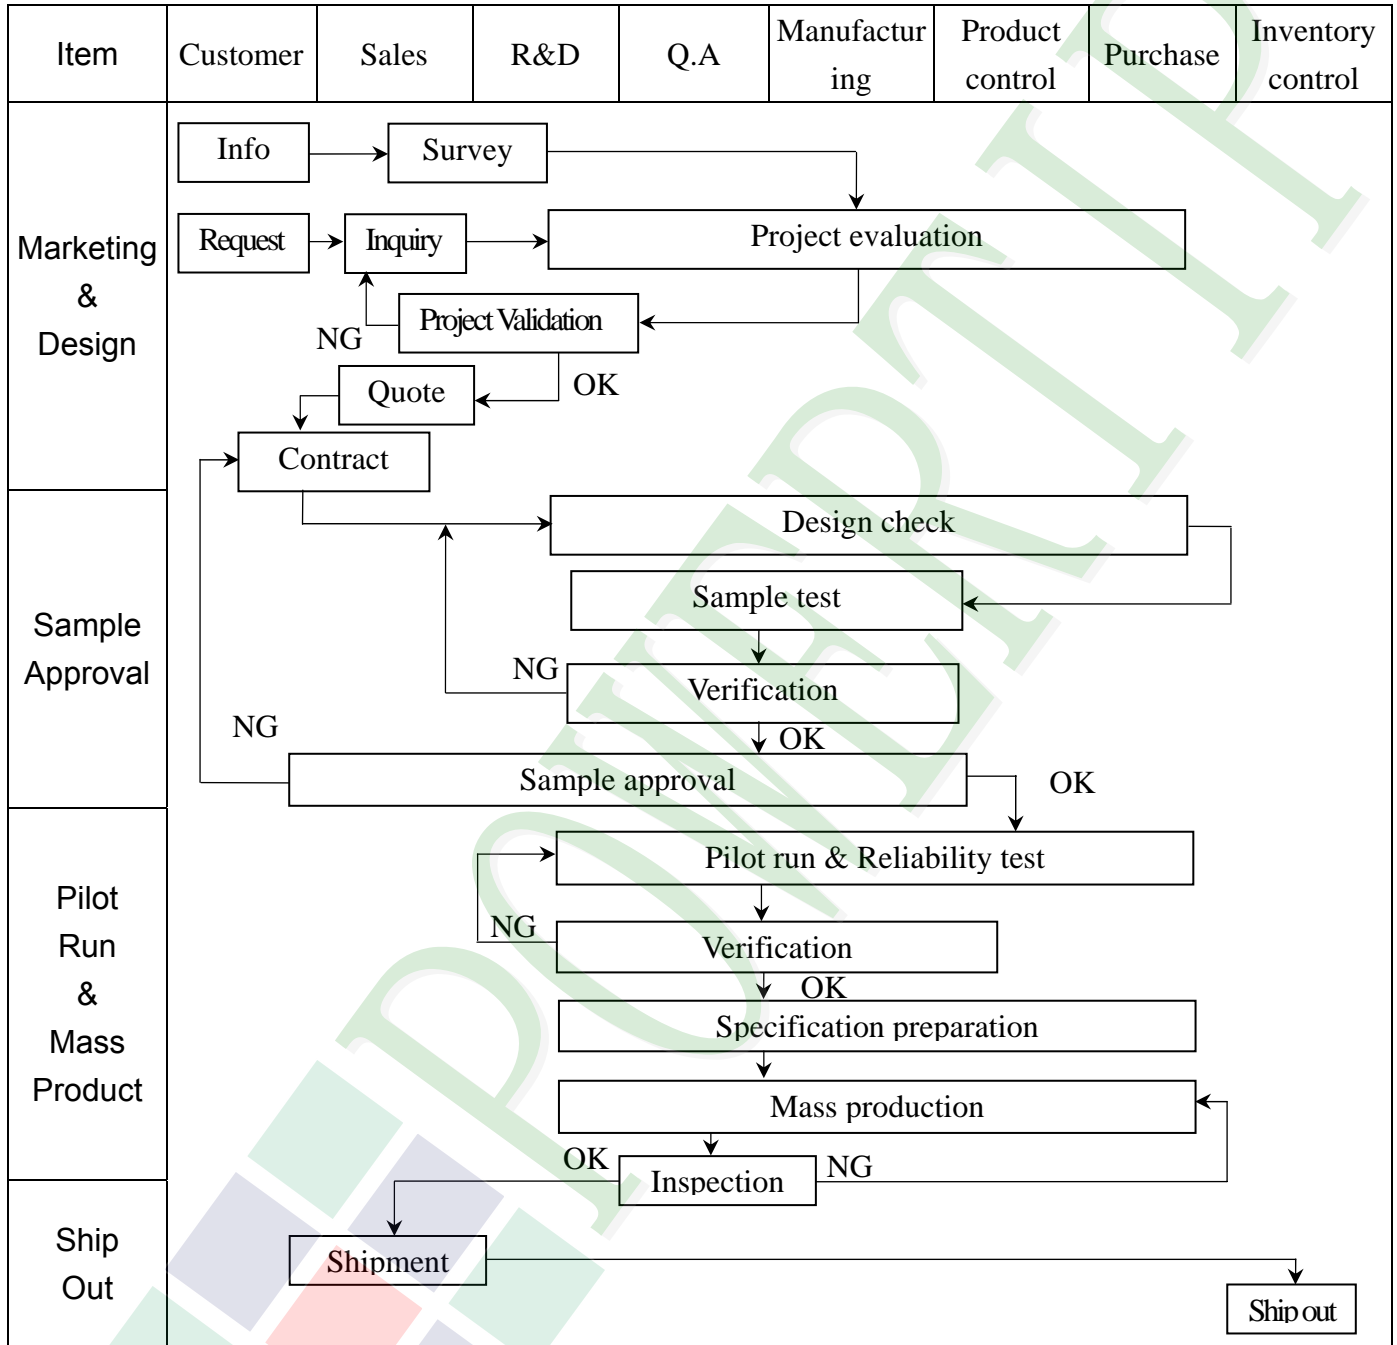 Item
Customer
Sales
R&D
Q.A
Manufactur
ing
Product
control
Purchase
Inventory
control
Marketing
&
Design
Info
Survey
Request
Inquiry
Project evaluation
NG
Project Validation
Quote
OK
Contract
Sample
Approval
Design check
Sample test
NG
Verification
NG
OK
Sample approval
OK
Pilot
Run
&
Mass
Product
Pilot run & Reliability test
NG
Verification
OK
Specification preparation
Mass production
OK
Inspection
NG
Ship
Out
Shipment
Ship out
POWERTIP